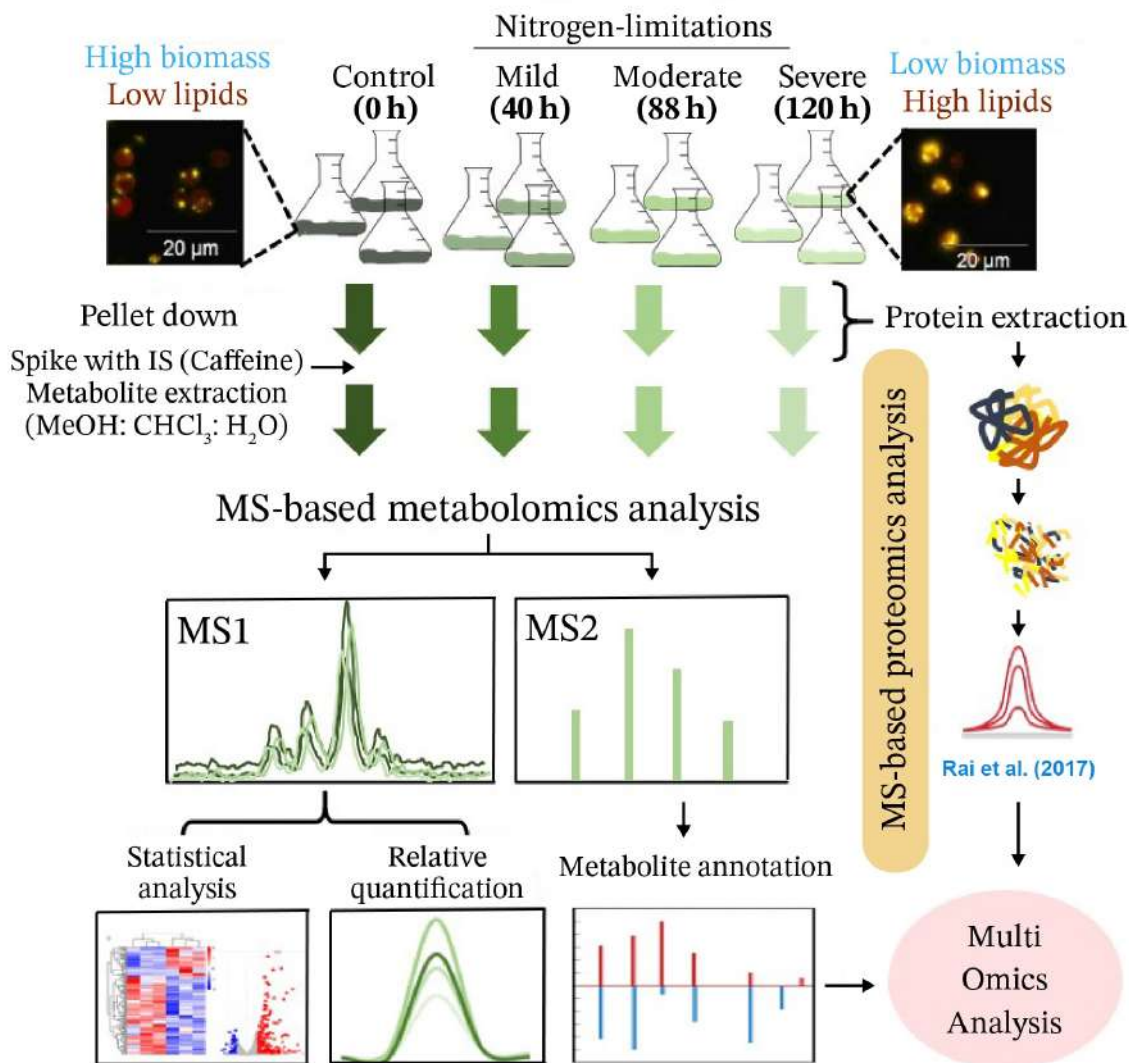 Nitrogen-limitations
High biomass
Low lipids
Control
(0 h)
Mild
(40 h)
Moderate
(88 h)
Severe
(120 h)
Low biomass
High lipids
20 µm
20 µm
Pellet down
Spike with IS (Caffeine)
Metabolite extraction
(MeOH: CHCl₃: H₂O)
Protein extraction
MS-based proteomics analysis
MS-based metabolomics analysis
MS1
MS2
Rai et al. (2017)
Statistical
analysis
Relative
quantification
Metabolite annotation
Multi
Omics
Analysis